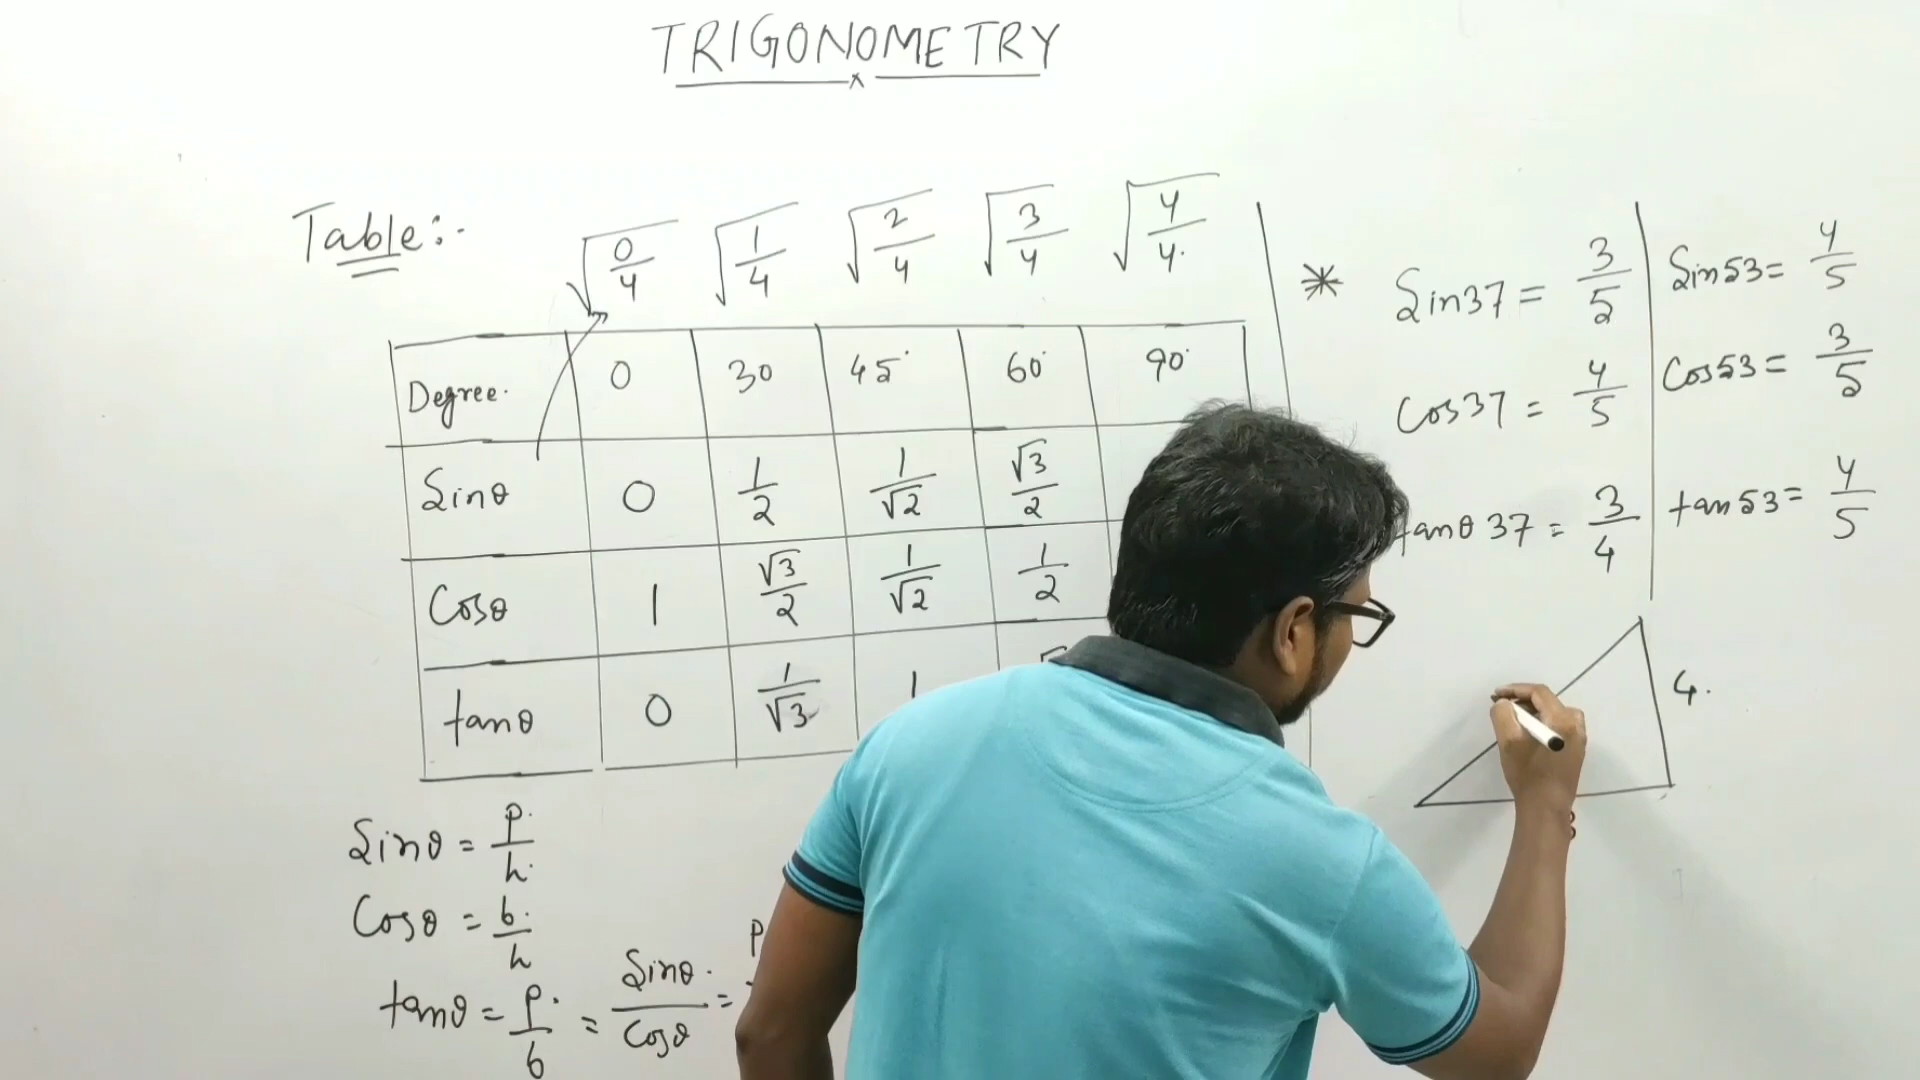 TRIGONOMETRY
x
Table:-
√(0/4) √(1/4) √(2/4) √(3/4) √(4/4)
Degree. 0 30 45° 60° 90°
Sinθ 0 1/2 1/√2 √3/2
Cosθ 1 √3/2 1/√2 1/2
tanθ 0 1/√3 1
Sinθ = p/h
Cosθ = b/h
tanθ = p/b = Sinθ/Cosθ =
p
* Sin37 = 3/5
Cos37 = 4/5
tanθ 37 = 3/4
Sin53 = 4/5
Cos53 = 3/5
tan53 = 4/5
4.